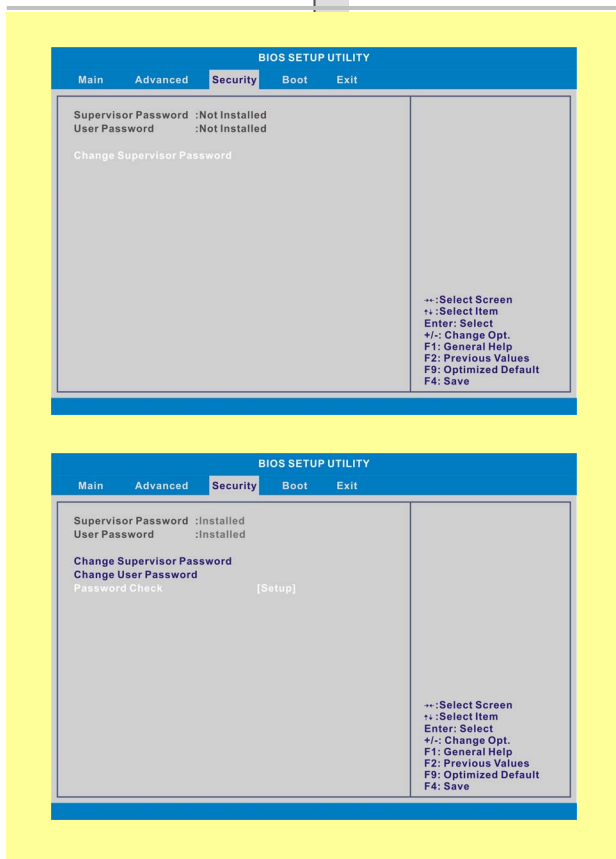 BIOS SETUP UTILITY
Main Advanced Security Boot Exit
Supervisor Password :Not Installed
User Password :Not Installed
Change Supervisor Password
→←:Select Screen
↑↓:Select Item
Enter: Select
+/-: Change Opt.
F1: General Help
F2: Previous Values
F9: Optimized Default
F4: Save
BIOS SETUP UTILITY
Main Advanced Security Boot Exit
Supervisor Password :Installed
User Password :Installed
Change Supervisor Password
Change User Password
Password Check [Setup]
→←:Select Screen
↑↓:Select Item
Enter: Select
+/-: Change Opt.
F1: General Help
F2: Previous Values
F9: Optimized Default
F4: Save